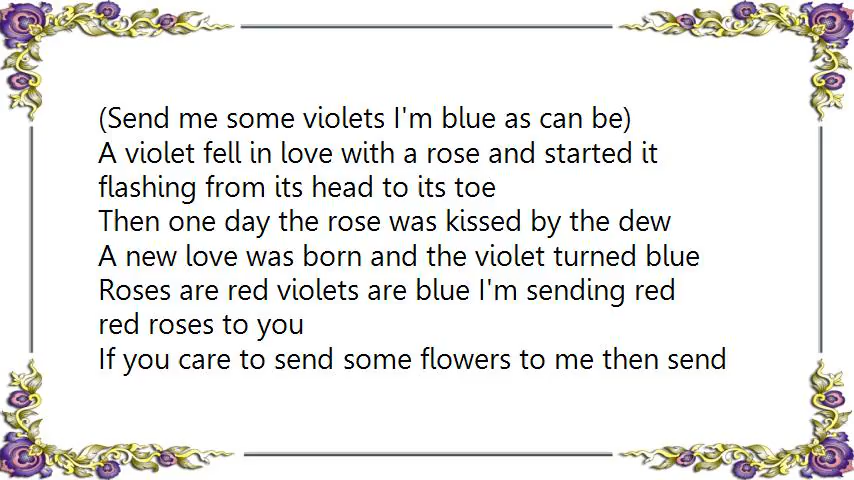 (Send me some violets I'm blue as can be)
A violet fell in love with a rose and started it
flashing from its head to its toe
Then one day the rose was kissed by the dew
A new love was born and the violet turned blue
Roses are red violets are blue I'm sending red
red roses to you
If you care to send some flowers to me then send